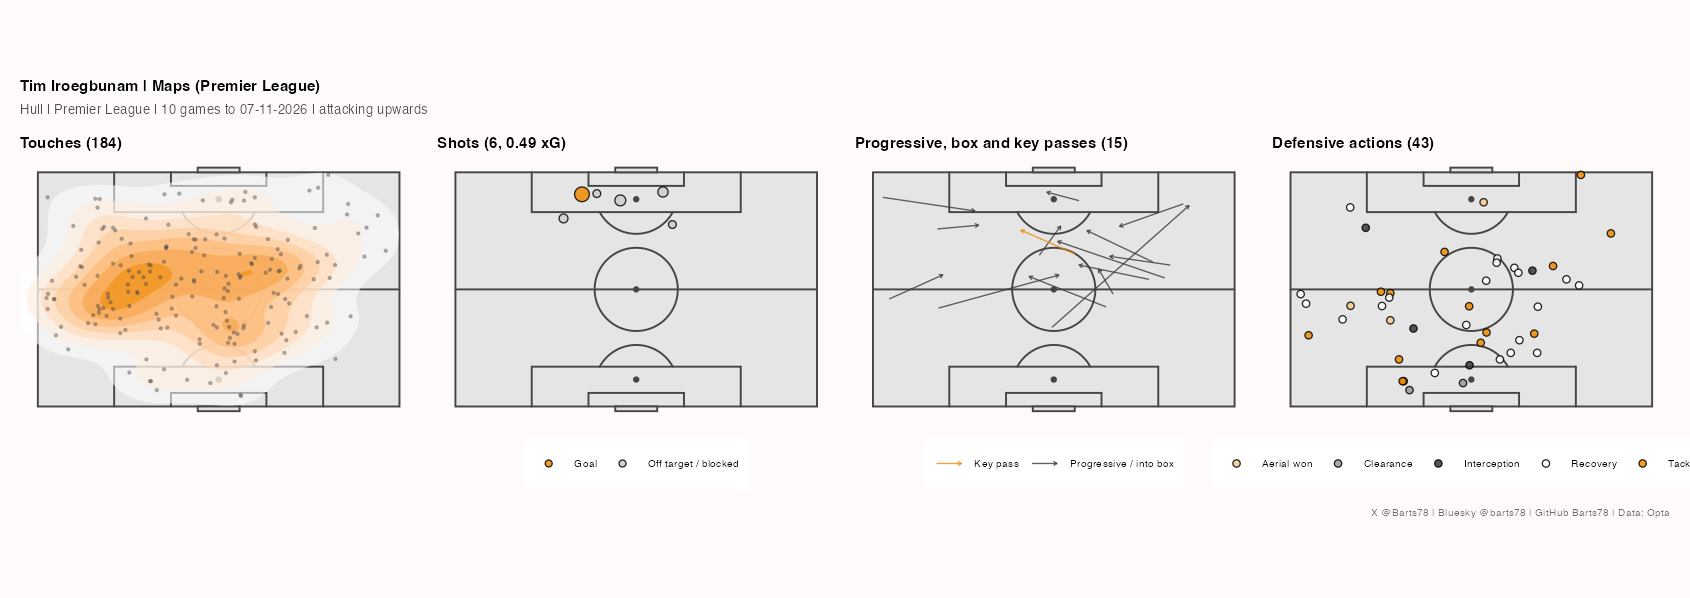 Tim Iroegbunam | Maps (Premier League)
Hull | Premier League | 10 games to 07-11-2026 | attacking upwards
Touches (184)
Shots (6, 0.49 xG)
Progressive, box and key passes (15)
Defensive actions (43)
Goal
Off target / blocked
Key pass
Progressive / into box
Aerial won
Clearance
Interception
Recovery
Tack
X @Barts78 | Bluesky @barts78 | GitHub Barts78 | Data: Opta